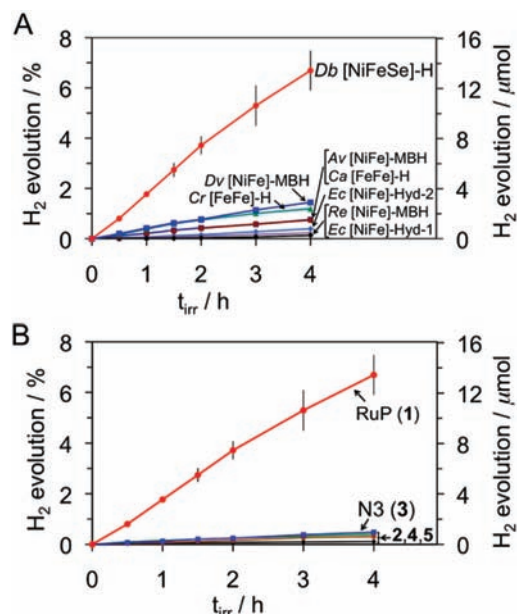 A
H₂ evolution / %
8
6
4
2
0
16
12
8
4
0
H₂ evolution / μmol
Db [NiFeSe]-H
Dv [NiFe]-MBH
Cr [FeFe]-H
Av [NiFe]-MBH
Ca [FeFe]-H
Ec [NiFe]-Hyd-2
Re [NiFe]-MBH
Ec [NiFe]-Hyd-1
0 1 2 3 4
t_irr / h
B
H₂ evolution / %
8
6
4
2
0
16
12
8
4
0
H₂ evolution / μmol
RuP (1)
N3 (3)
2,4,5
0 1 2 3 4
t_irr / h